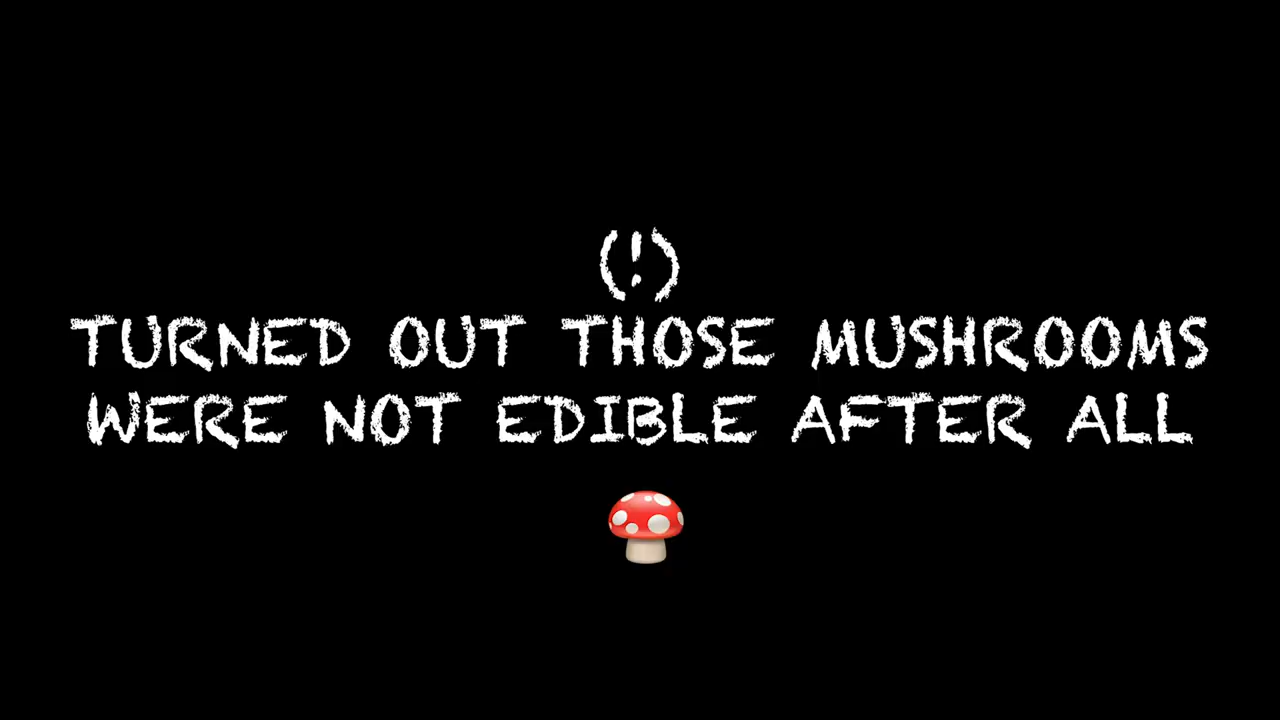 (!)
TURNED OUT THOSE MUSHROOMS
WERE NOT EDIBLE AFTER ALL
🍄